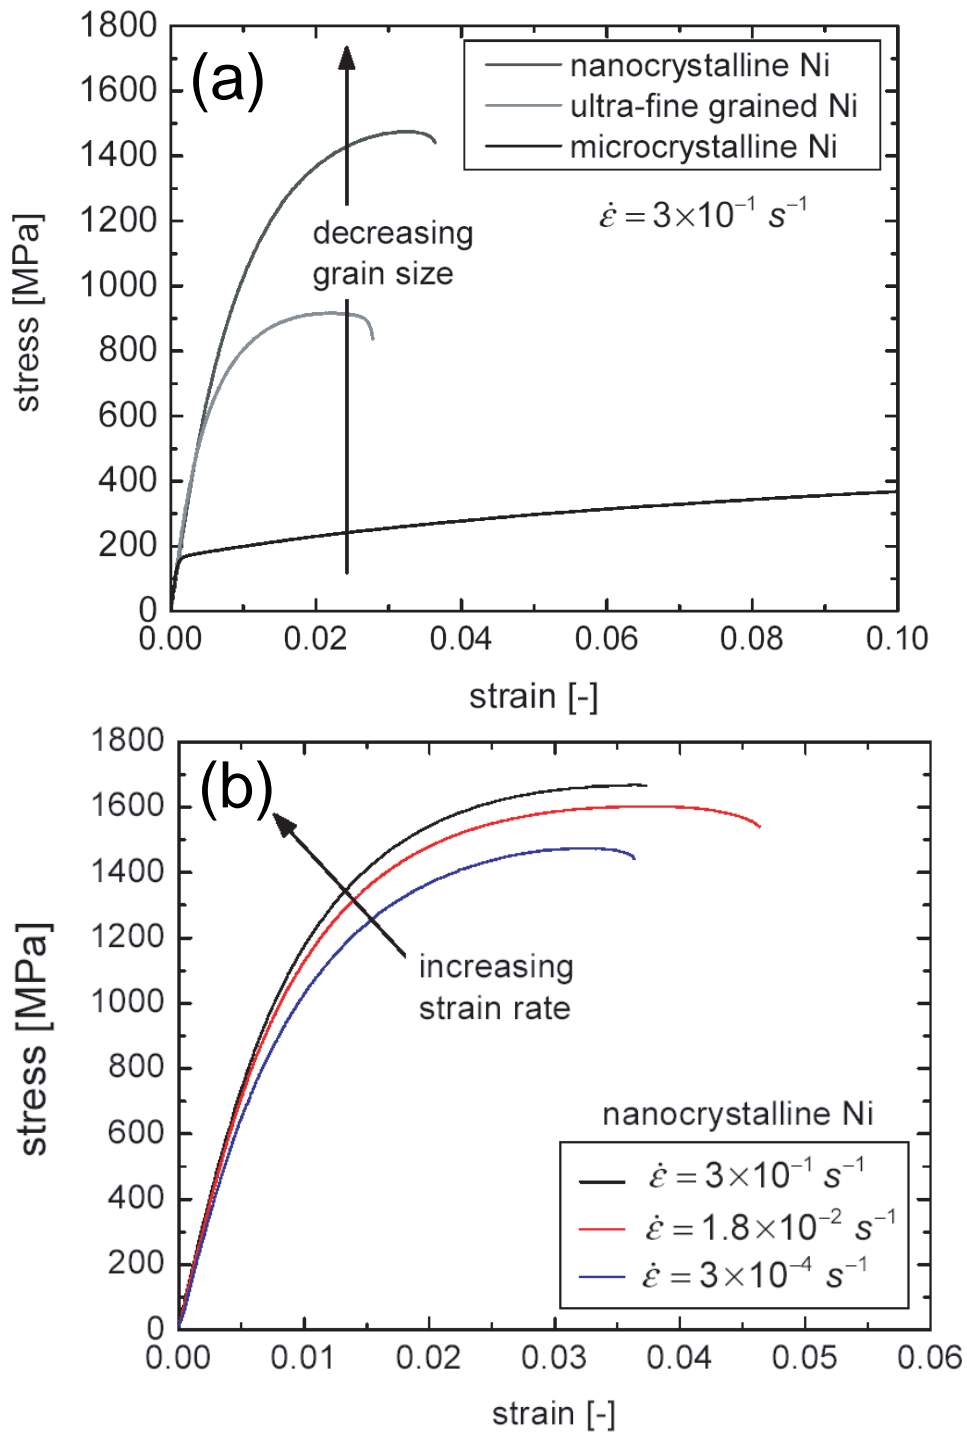 1800
1600
1400
1200
1000
800
600
400
200
0
stress [MPa]
(a)
nanocrystalline Ni
ultra-fine grained Ni
microcrystalline Ni
ε̇ = 3×10⁻¹ s⁻¹
decreasing
grain size
0.00 0.02 0.04 0.06 0.08 0.10
strain [-]
1800
1600
1400
1200
1000
800
600
400
200
0
stress [MPa]
(b)
increasing
strain rate
nanocrystalline Ni
ε̇ = 3×10⁻¹ s⁻¹
ε̇ = 1.8×10⁻² s⁻¹
ε̇ = 3×10⁻⁴ s⁻¹
0.00 0.01 0.02 0.03 0.04 0.05 0.06
strain [-]